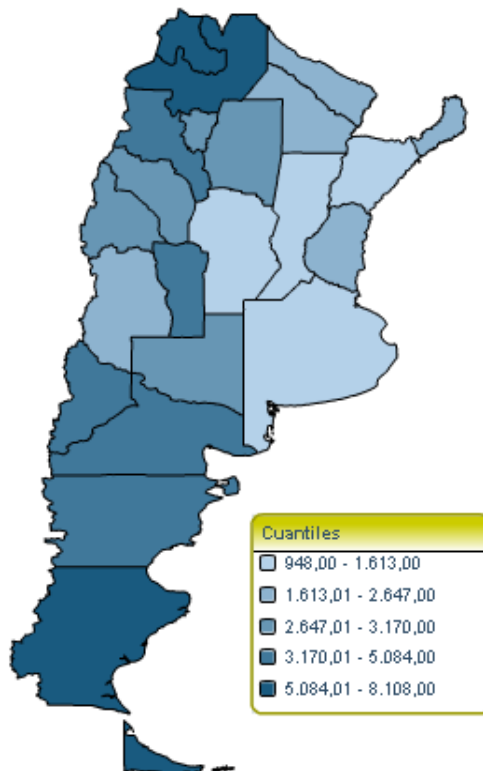 Cuantiles
948,00 - 1.613,00
1.613,01 - 2.647,00
2.647,01 - 3.170,00
3.170,01 - 5.084,00
5.084,01 - 8.108,00